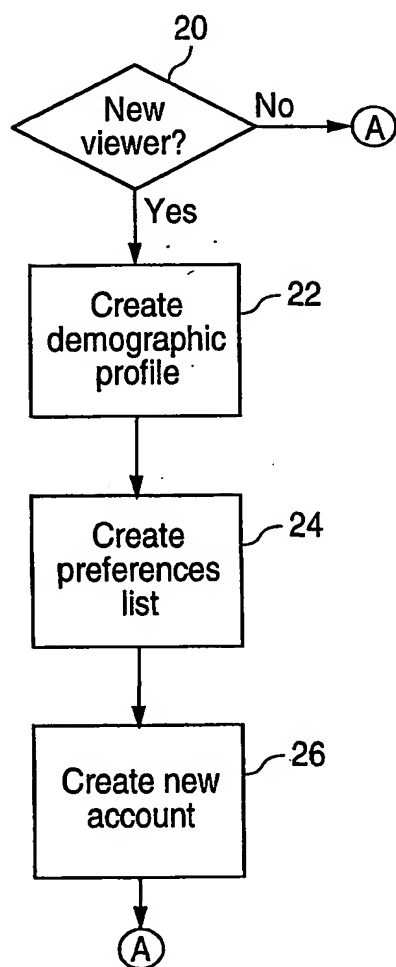 20
New
viewer?
No
A
Yes
Create
demographic
profile
22
Create
preferences
list
24
Create new
account
26
A